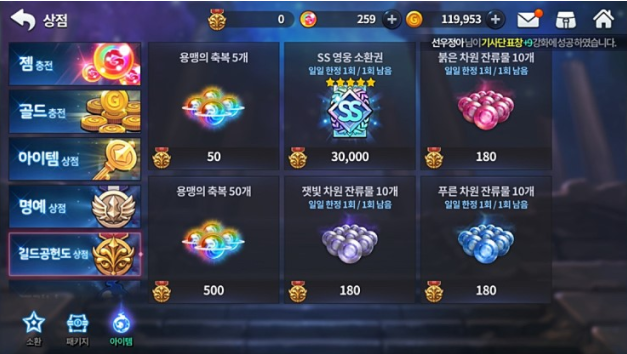 상점
0
259
119,953
선우정아님이 기사단 표창 +9강화에 성공하였습니다.
젬 충전
골드 충전
아이템 상점
명예 상점
길드공헌도 상점
용맹의 축복 5개
50
SS 영웅 소환권
일일 한정 1회 / 1회 남음
SS
30,000
붉은 차원 잔류물 10개
일일 한정 1회 / 1회 남음
180
용맹의 축복 50개
500
잿빛 차원 잔류물 10개
일일 한정 1회 / 1회 남음
180
푸른 차원 잔류물 10개
일일 한정 1회 / 1회 남음
180
소환
패키지
아이템